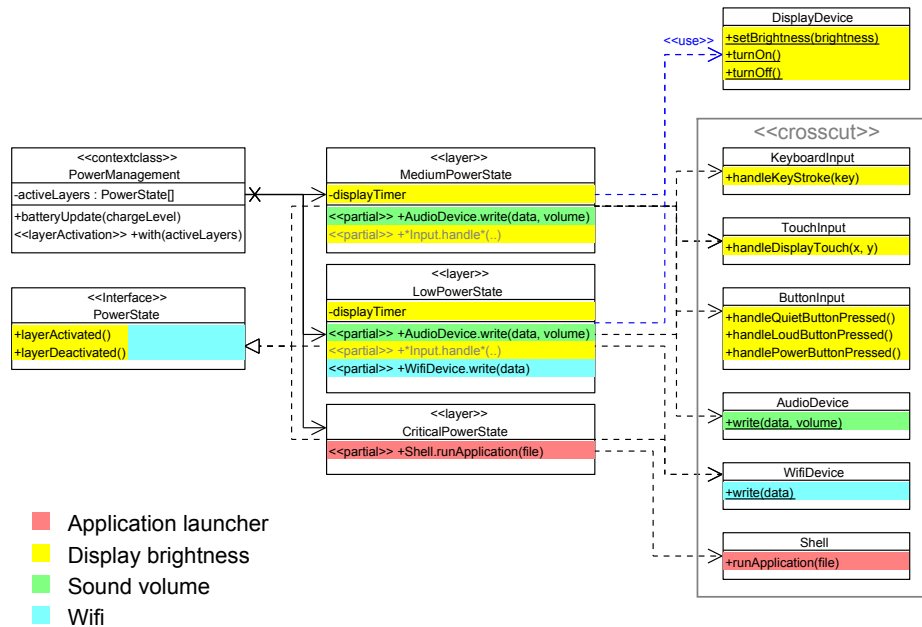 DisplayDevice
+setBrightness(brightness)
+turnOn()
+turnOff()
<<use>>
<<contextclass>>
PowerManagement
-activeLayers : PowerState[]
+batteryUpdate(chargeLevel)
<<layerActivation>> +with(activeLayers)
<<Interface>>
PowerState
+layerActivated()
+layerDeactivated()
<<layer>>
MediumPowerState
-displayTimer
<<partial>> +AudioDevice.write(data, volume)
<<partial>> +*Input.handle*(..)
<<layer>>
LowPowerState
-displayTimer
<<partial>> +AudioDevice.write(data, volume)
<<partial>> +*Input.handle*(..)
<<partial>> +WifiDevice.write(data)
<<layer>>
CriticalPowerState
<<partial>> +Shell.runApplication(file)
<<crosscut>>
KeyboardInput
+handleKeyStroke(key)
TouchInput
+handleDisplayTouch(x, y)
ButtonInput
+handleQuietButtonPressed()
+handleLoudButtonPressed()
+handlePowerButtonPressed()
AudioDevice
+write(data, volume)
WifiDevice
+write(data)
Shell
+runApplication(file)
Application launcher
Display brightness
Sound volume
Wifi